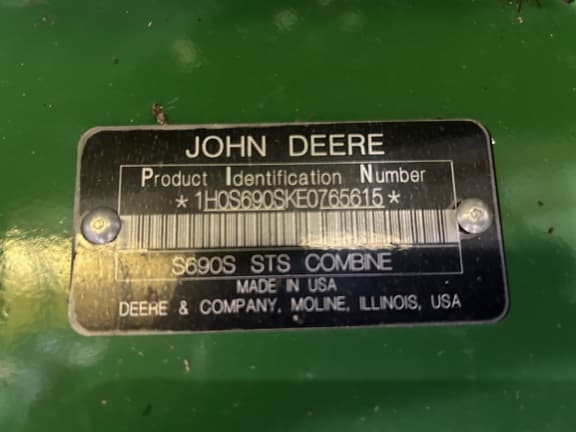 JOHN DEERE
Product Identification Number
*1H0S690SKE0765615*
S690S STS COMBINE
MADE IN USA
DEERE & COMPANY, MOLINE, ILLINOIS, USA